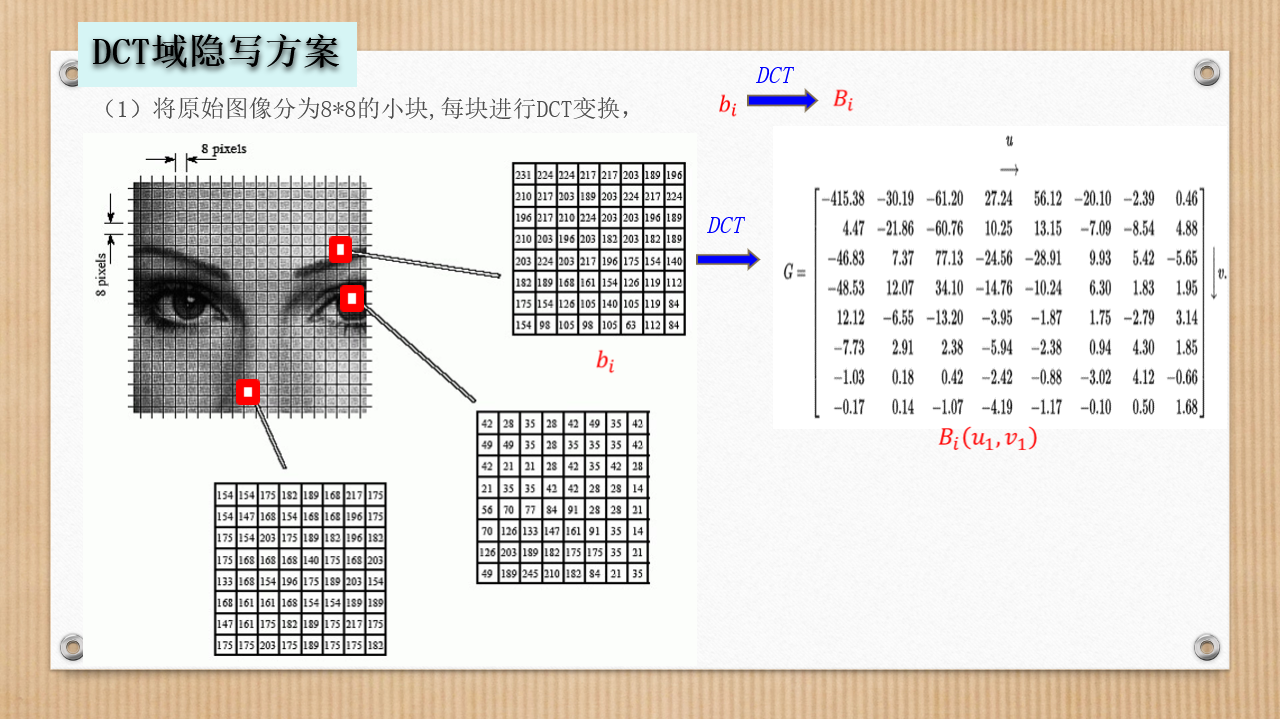 DCT域隐写方案
（1）将原始图像分为8*8的小块,每块进行DCT变换，
DCT
bᵢ Bᵢ
8 pixels
8 pixels
231 224 224 217 217 203 189 196
210 217 203 189 203 224 217 224
196 217 210 224 203 203 196 189
210 203 196 203 182 203 182 189
203 224 203 217 196 175 154 140
182 189 168 161 154 126 119 112
175 154 126 105 140 105 119 84
154 98 105 98 105 63 112 84
bᵢ
DCT
u
→
G =
−415.38 −30.19 −61.20 27.24 56.12 −20.10 −2.39 0.46
4.47 −21.86 −60.76 10.25 13.15 −7.09 −8.54 4.88
−46.83 7.37 77.13 −24.56 −28.91 9.93 5.42 −5.65
−48.53 12.07 34.10 −14.76 −10.24 6.30 1.83 1.95
12.12 −6.55 −13.20 −3.95 −1.87 1.75 −2.79 3.14
−7.73 2.91 2.38 −5.94 −2.38 0.94 4.30 1.85
−1.03 0.18 0.42 −2.42 −0.88 −3.02 4.12 −0.66
−0.17 0.14 −1.07 −4.19 −1.17 −0.10 0.50 1.68
v.
Bᵢ(u₁,v₁)
42 28 35 28 42 49 35 42
49 49 35 28 35 35 35 42
42 21 21 28 42 35 42 28
21 35 35 42 42 28 28 14
56 70 77 84 91 28 28 21
70 126 133 147 161 91 35 14
126 203 189 182 175 175 35 21
49 189 245 210 182 84 21 35
154 154 175 182 189 168 217 175
154 147 168 154 168 168 196 175
175 154 203 175 189 182 196 182
175 168 168 168 140 175 168 203
133 168 154 196 175 189 203 154
168 161 161 168 154 154 189 189
147 161 175 182 189 175 217 175
175 175 203 175 189 175 175 182